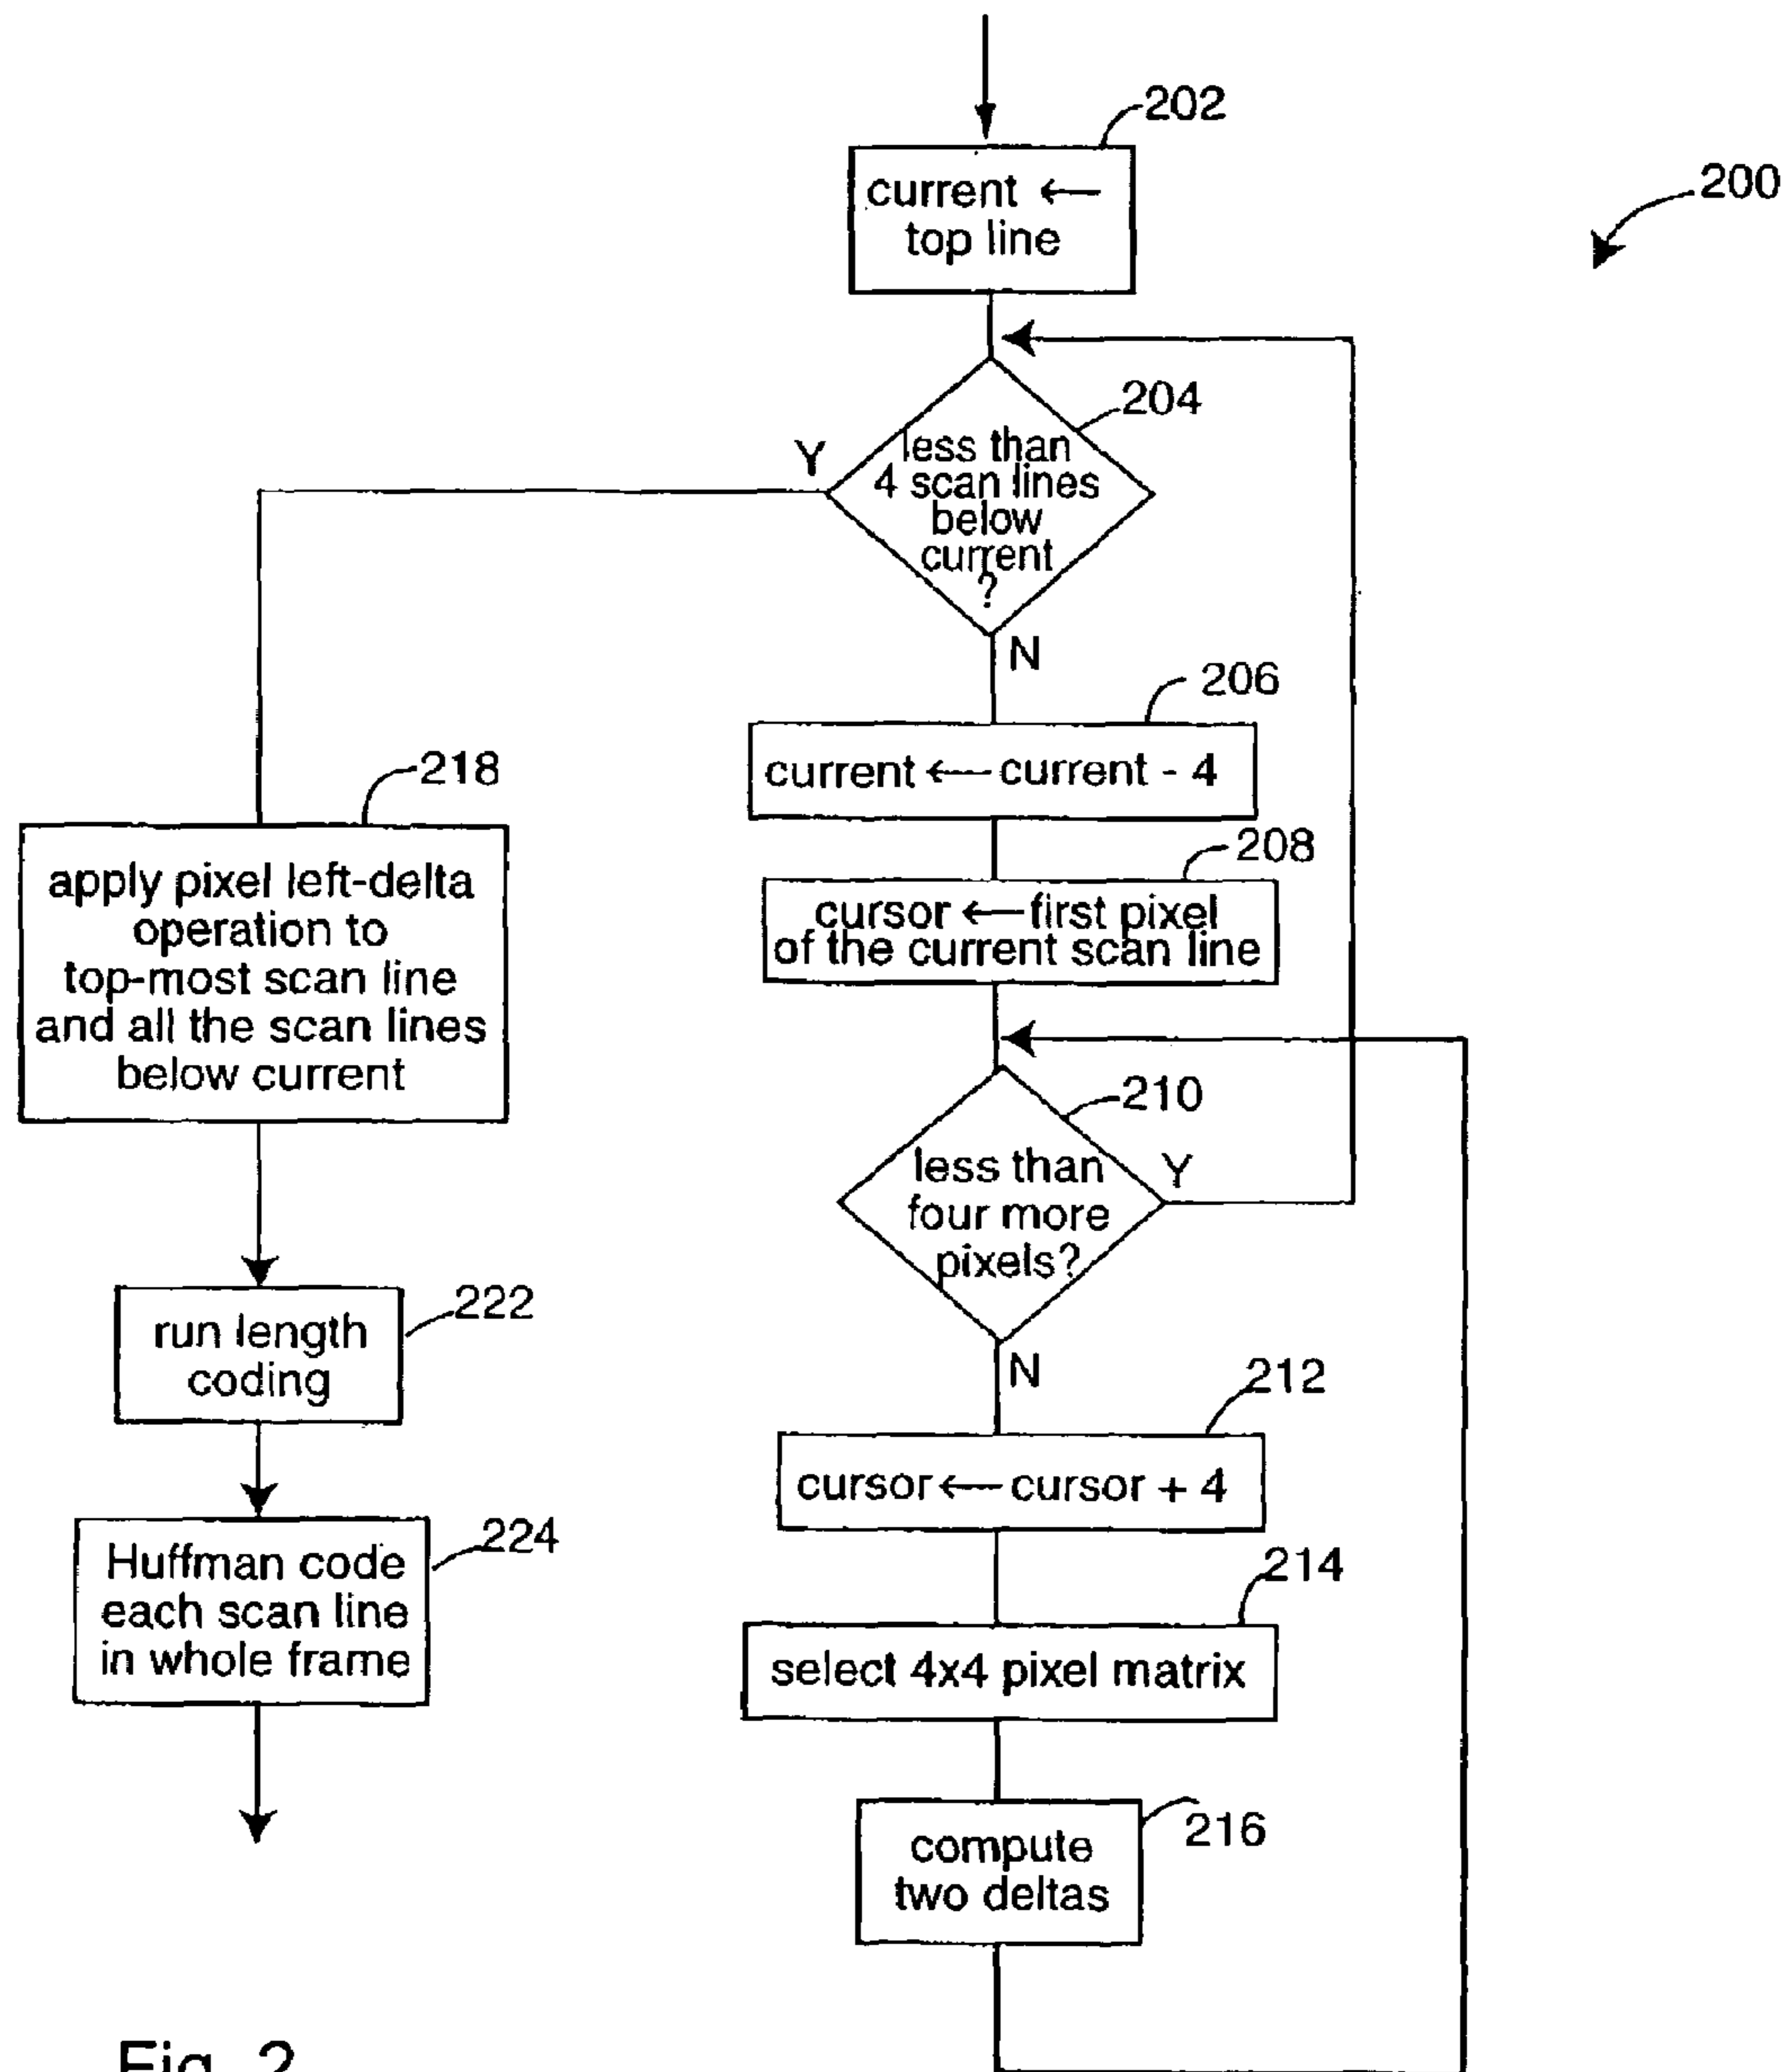 202
current ←
top line
200
204
Y
less than
4 scan lines
below
current
?
N
206
current ← current - 4
208
cursor ← first pixel
of the current scan line
210
less than
four more
pixels?
Y
N
212
cursor ← cursor + 4
214
select 4x4 pixel matrix
216
compute
two deltas
218
apply pixel left-delta
operation to
top-most scan line
and all the scan lines
below current
222
run length
coding
224
Huffman code
each scan line
in whole frame
Fig. 2